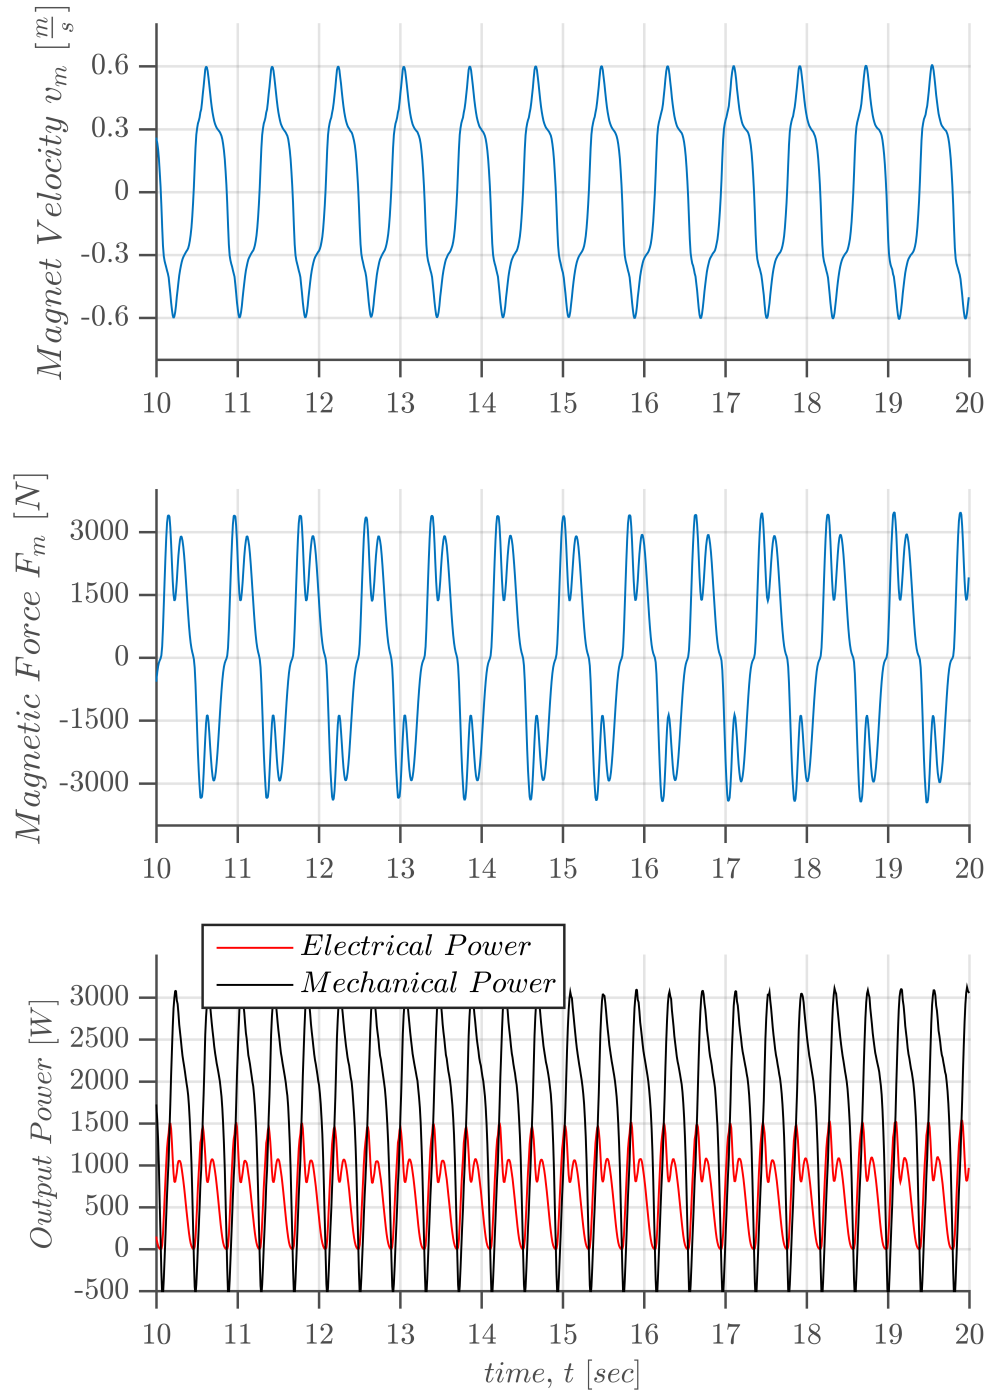 Magnet Velocity v_m [m/s]
0.6
0.3
0
-0.3
-0.6
10 11 12 13 14 15 16 17 18 19 20
Magnetic Force F_m [N]
3000
1500
0
-1500
-3000
10 11 12 13 14 15 16 17 18 19 20
Electrical Power
Mechanical Power
Output Power [W]
3000
2500
2000
1500
1000
500
0
-500
10 11 12 13 14 15 16 17 18 19 20
time, t [sec]